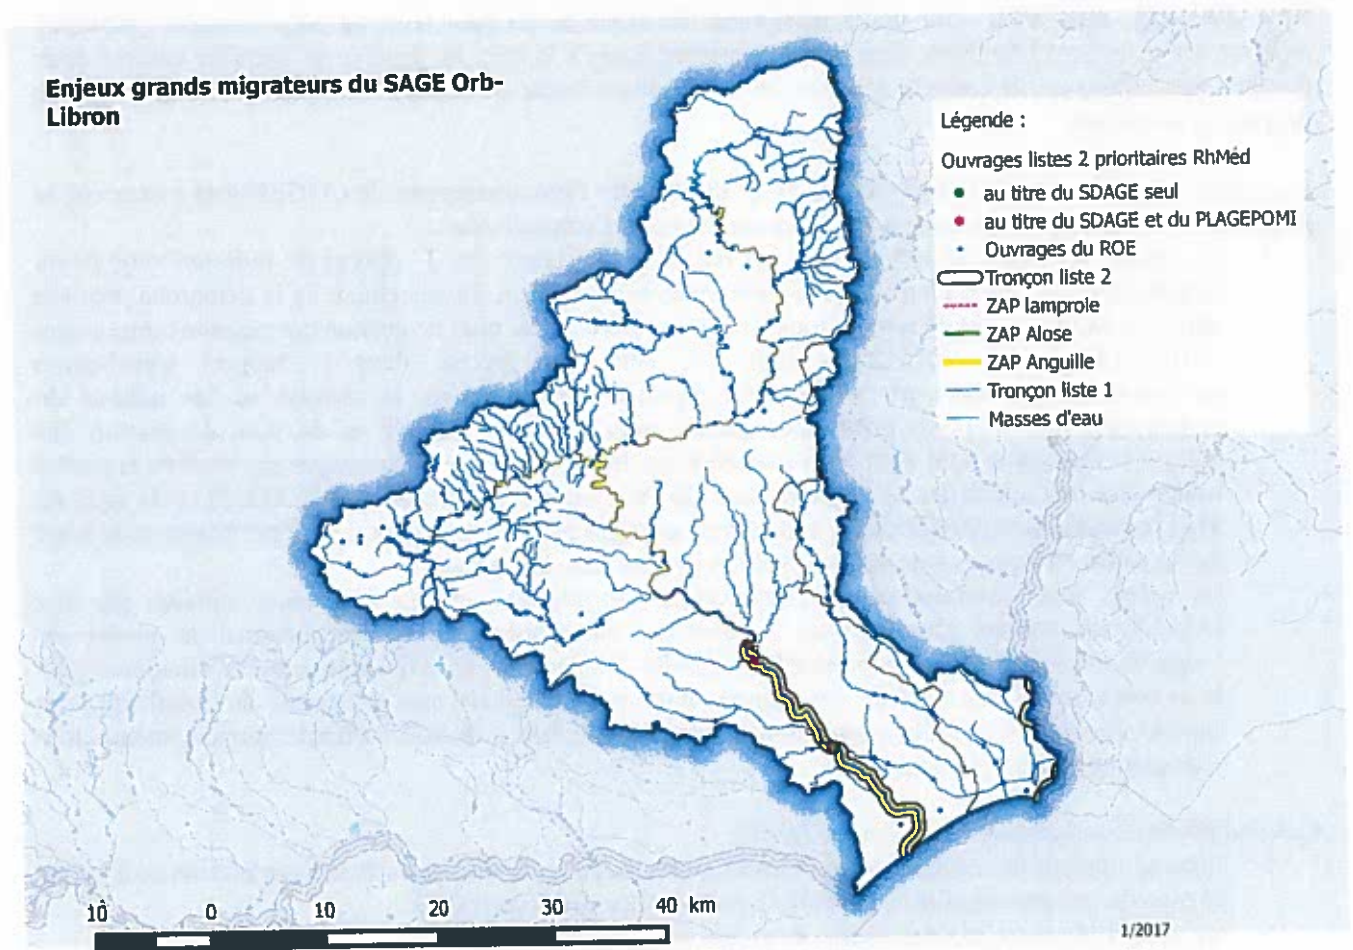 Enjeux grands migrateurs du SAGE Orb-
Libron
Légende :
Ouvrages listes 2 prioritaires RhMéd
au titre du SDAGE seul
au titre du SDAGE et du PLAGEPOMI
Ouvrages du ROE
Tronçon liste 2
ZAP lamproie
ZAP Alose
ZAP Anguille
Tronçon liste 1
Masses d'eau
10 0 10 20 30 40 km
1/2017